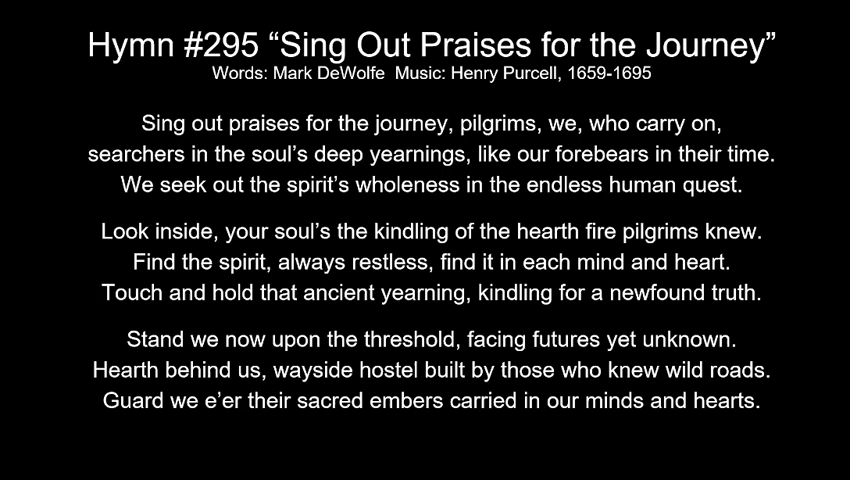 Hymn #295 “Sing Out Praises for the Journey”
Words: Mark DeWolfe  Music: Henry Purcell, 1659-1695
Sing out praises for the journey, pilgrims, we, who carry on,
searchers in the soul’s deep yearnings, like our forebears in their time.
We seek out the spirit’s wholeness in the endless human quest.
Look inside, your soul’s the kindling of the hearth fire pilgrims knew.
Find the spirit, always restless, find it in each mind and heart.
Touch and hold that ancient yearning, kindling for a newfound truth.
Stand we now upon the threshold, facing futures yet unknown.
Hearth behind us, wayside hostel built by those who knew wild roads.
Guard we e’er their sacred embers carried in our minds and hearts.